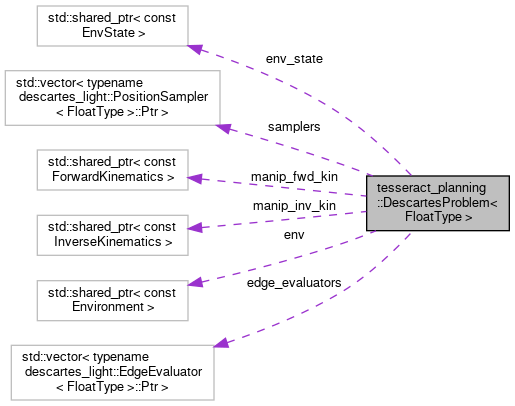 std::shared_ptr< const
EnvState >
env_state
std::vector< typename
descartes_light::PositionSampler
< FloatType >::Ptr >
samplers
std::shared_ptr< const
ForwardKinematics >
manip_fwd_kin
tesseract_planning
::DescartesProblem<
FloatType >
manip_inv_kin
std::shared_ptr< const
InverseKinematics >
env
std::shared_ptr< const
Environment >
edge_evaluators
std::vector< typename
descartes_light::EdgeEvaluator
< FloatType >::Ptr >